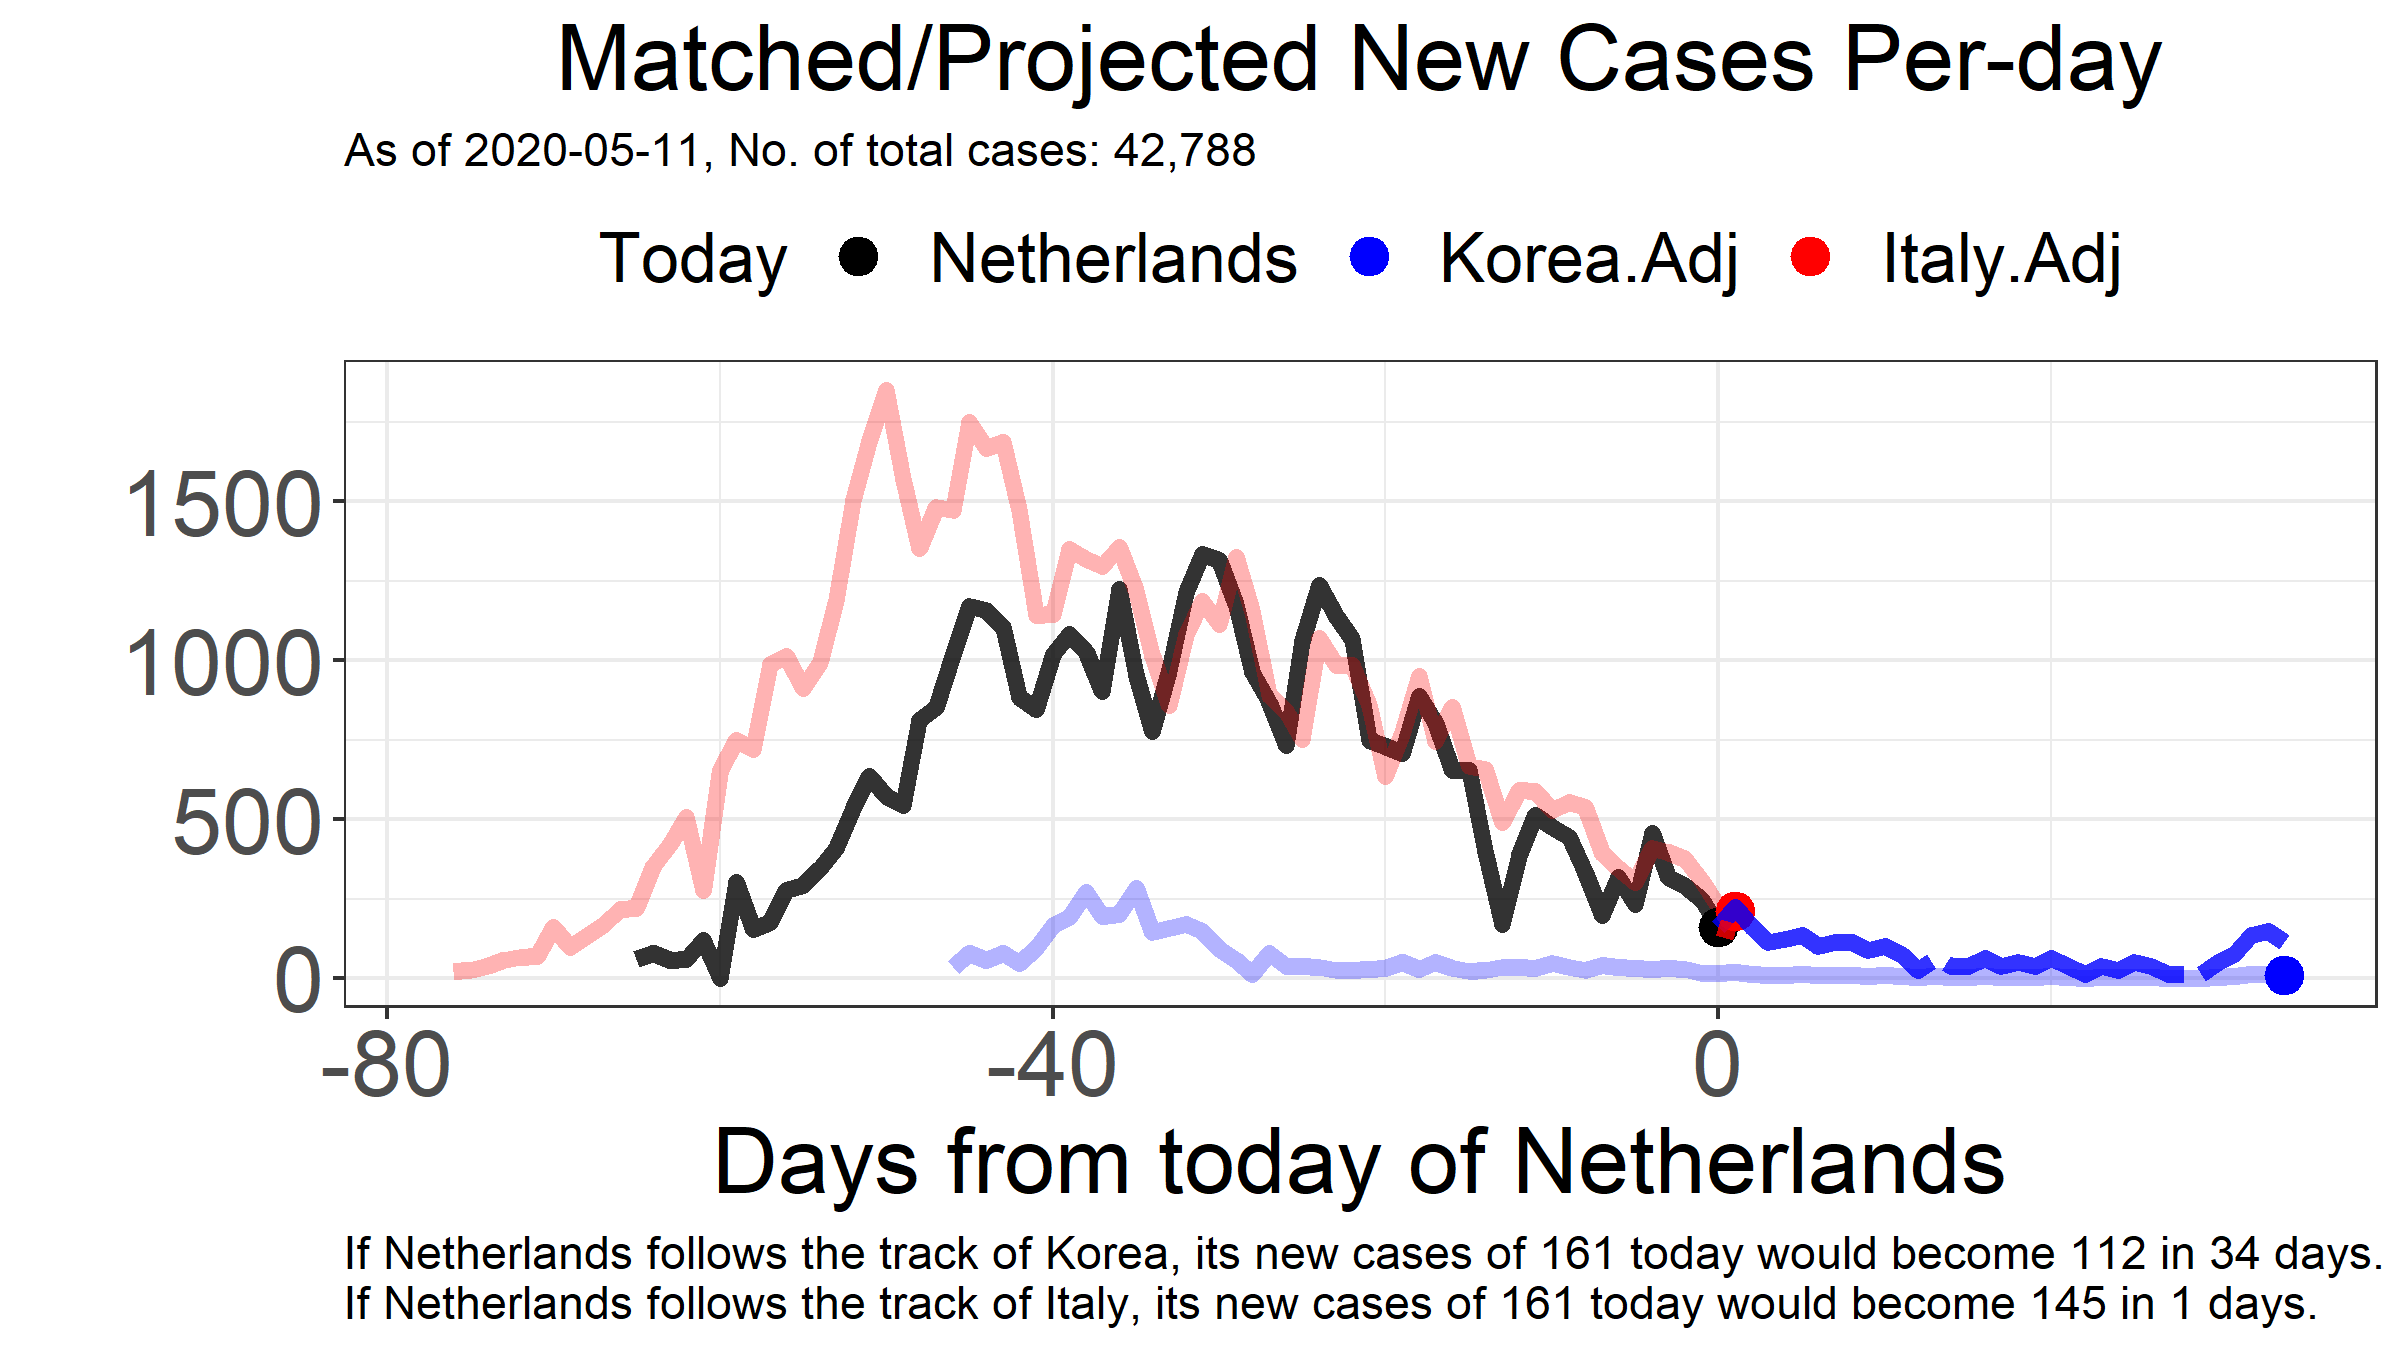 Matched/Projected New Cases Per-day
As of 2020-05-11, No. of total cases: 42,788
Today Netherlands Korea.Adj Italy.Adj
1500
1000
500
0
-80 -40 0
Days from today of Netherlands
If Netherlands follows the track of Korea, its new cases of 161 today would become 112 in 34 days.
If Netherlands follows the track of Italy, its new cases of 161 today would become 145 in 1 days.